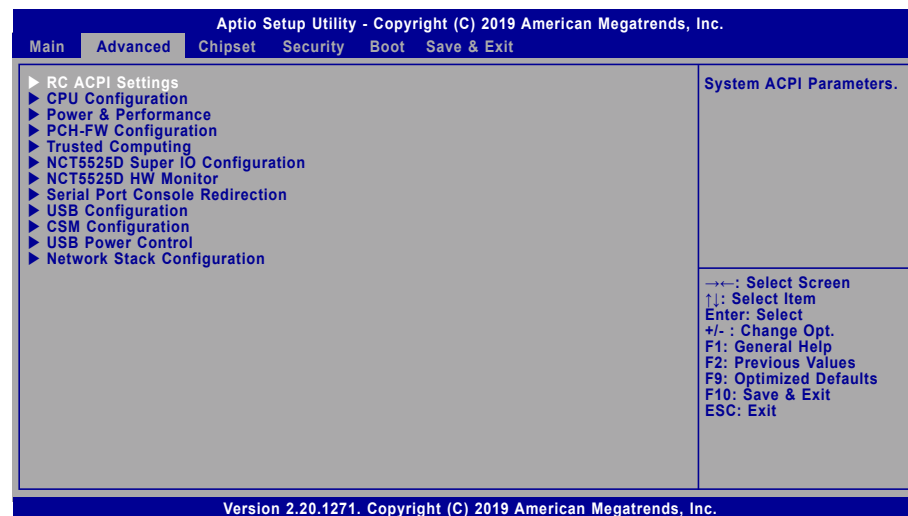 Aptio Setup Utility - Copyright (C) 2019 American Megatrends, Inc.
Main Advanced Chipset Security Boot Save & Exit
▶ RC ACPI Settings
▶ CPU Configuration
▶ Power & Performance
▶ PCH-FW Configuration
▶ Trusted Computing
▶ NCT5525D Super IO Configuration
▶ NCT5525D HW Monitor
▶ Serial Port Console Redirection
▶ USB Configuration
▶ CSM Configuration
▶ USB Power Control
▶ Network Stack Configuration
System ACPI Parameters.
→←: Select Screen
↑↓: Select Item
Enter: Select
+/- : Change Opt.
F1: General Help
F2: Previous Values
F9: Optimized Defaults
F10: Save & Exit
ESC: Exit
Version 2.20.1271. Copyright (C) 2019 American Megatrends, Inc.